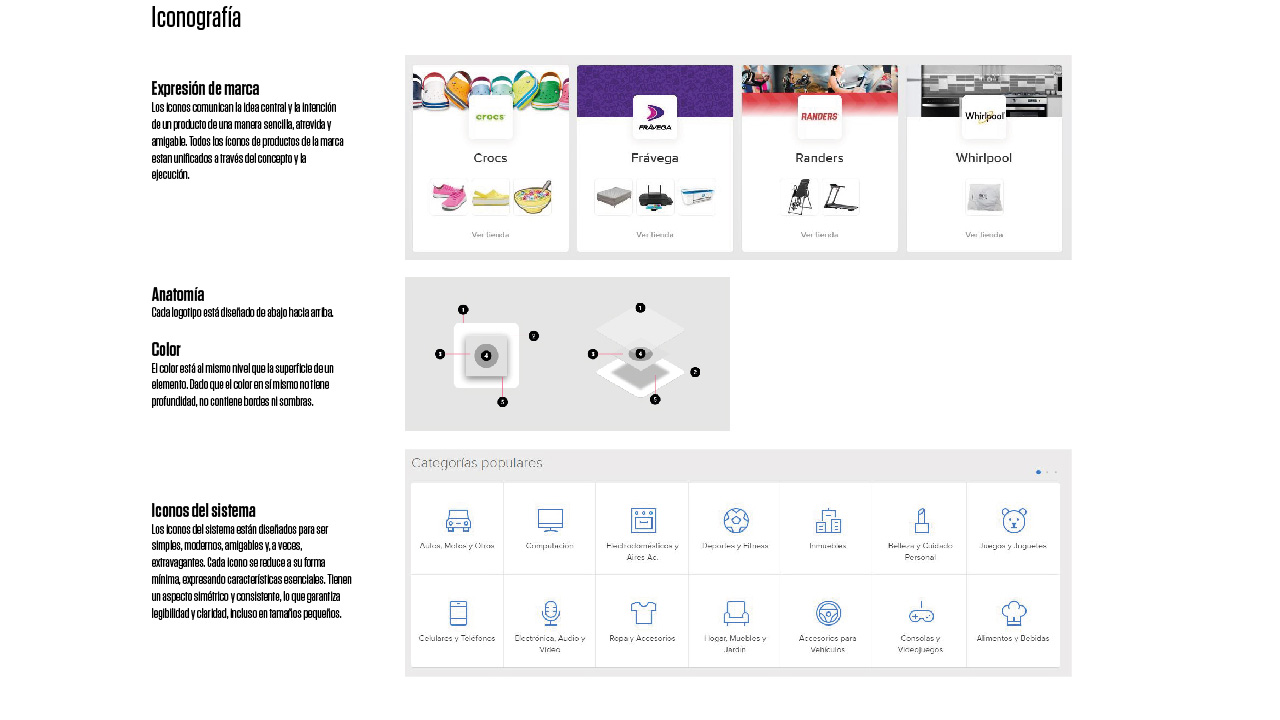 Iconografía
Expresión de marca
Los iconos comunican la idea central y la intención
de un producto de una manera sencilla, atrevida y
amigable. Todos los íconos de productos de la marca
estan unificados a través del concepto y la
ejecución.
crocs
FRÁVEGA
RANDERS
Whirlpool
Crocs
Frávega
Randers
Whirlpool
Ver tienda
Ver tienda
Ver tienda
Ver tienda
Anatomía
Cada logotipo está diseñado de abajo hacia arriba.
Color
El color está al mismo nivel que la superficie de un
elemento. Dado que el color en sí mismo no tiene
profundidad, no contiene bordes ni sombras.
1
2
3
4
5
1
3
4
2
5
Iconos del sistema
Los iconos del sistema están diseñados para ser
simples, modernos, amigables y, a veces,
extravagantes. Cada icono se reduce a su forma
mínima, expresando características esenciales. Tienen
un aspecto simétrico y consistente, lo que garantiza
legibilidad y claridad, incluso en tamaños pequeños.
Categorías populares
Autos, Motos y Otros
Computación
Electrodomésticos y
Aires Ac.
Deportes y Fitness
Inmuebles
Belleza y Cuidado
Personal
Juegos y Juguetes
Celulares y Teléfonos
Electrónica, Audio y
Video
Ropa y Accesorios
Hogar, Muebles y
Jardín
Accesorios para
Vehículos
Consolas y
Videojuegos
Alimentos y Bebidas